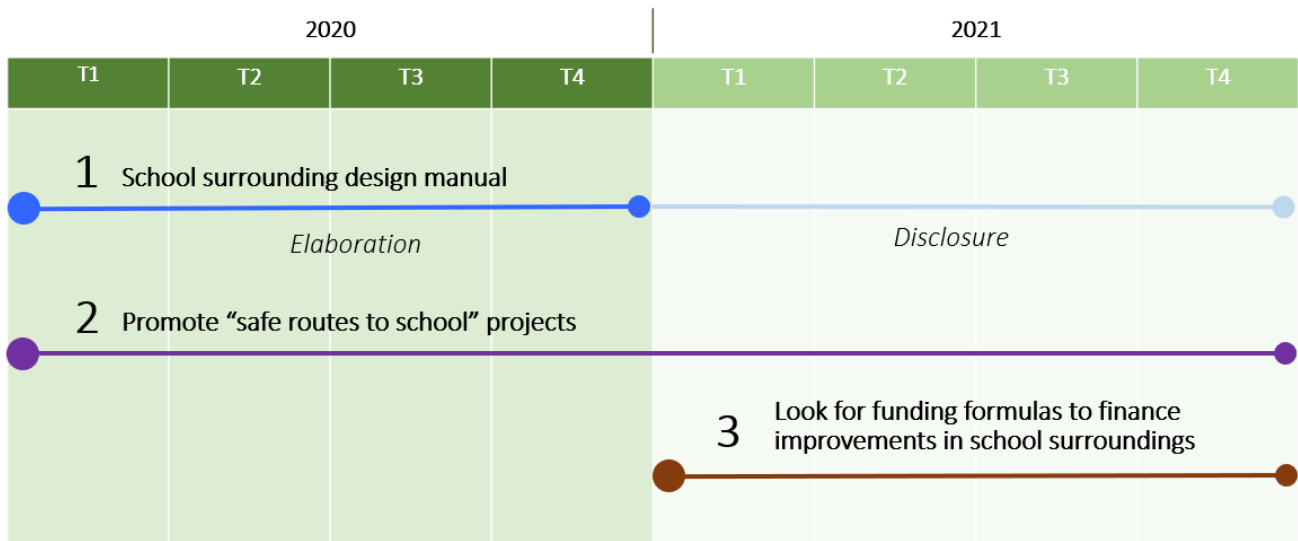 2020 2021
T1 T2 T3 T4 T1 T2 T3 T4
1 School surrounding design manual
Elaboration Disclosure
2 Promote “safe routes to school” projects
3 Look for funding formulas to finance
improvements in school surroundings